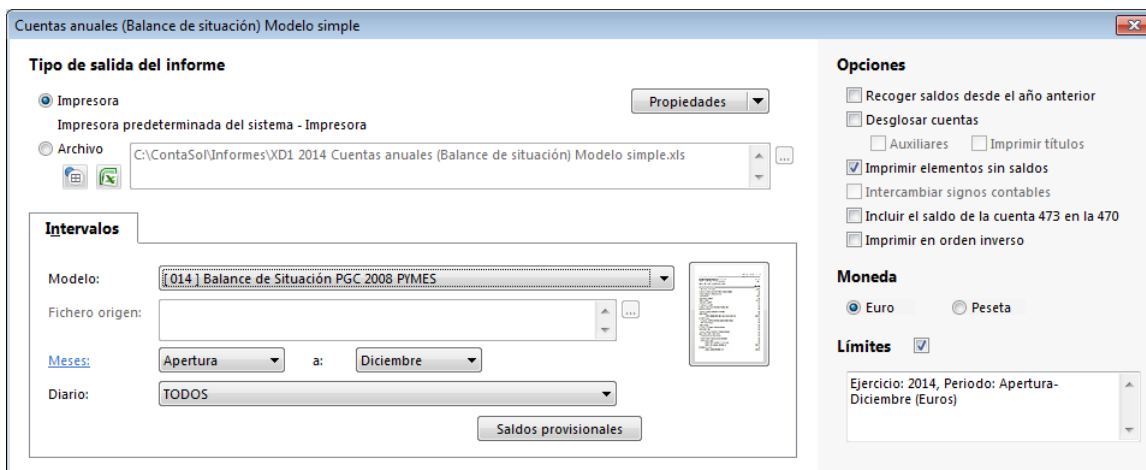 Cuentas anuales (Balance de situación) Modelo simple
Tipo de salida del informe
Impresora
Propiedades
Impresora predeterminada del sistema - Impresora
Archivo
C:\ContaSol\Informes\XD1 2014 Cuentas anuales (Balance de situación) Modelo simple.xls
...
Intervalos
Modelo:
[ 014 ] Balance de Situación PGC 2008 PYMES
Fichero origen:
...
Meses:
Apertura
a:
Diciembre
Diario:
TODOS
Saldos provisionales
Opciones
Recoger saldos desde el año anterior
Desglosar cuentas
Auxiliares
Imprimir títulos
Imprimir elementos sin saldos
Intercambiar signos contables
Incluir el saldo de la cuenta 473 en la 470
Imprimir en orden inverso
Moneda
Euro
Peseta
Límites
Ejercicio: 2014, Periodo: Apertura-
Diciembre (Euros)